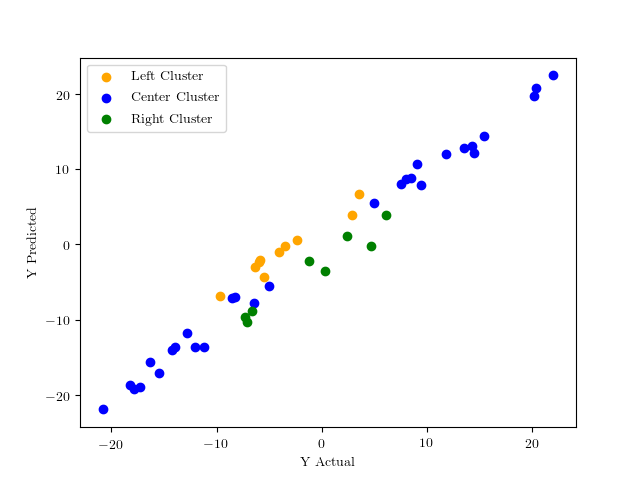 Left Cluster
Center Cluster
Right Cluster
20
10
0
−10
−20
Y Predicted
−20 −10 0 10 20
Y Actual